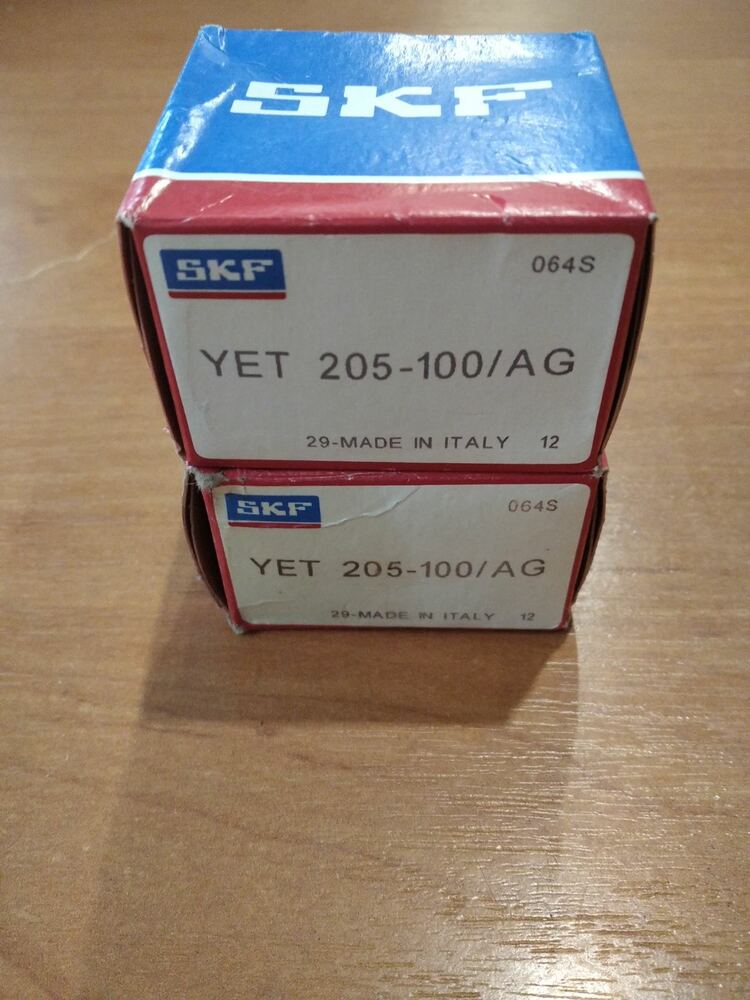 SKF
SKF 064S
YET 205-100/AG
29-MADE IN ITALY 12
SKF 064S
YET 205-100/AG
29-MADE IN ITALY 12